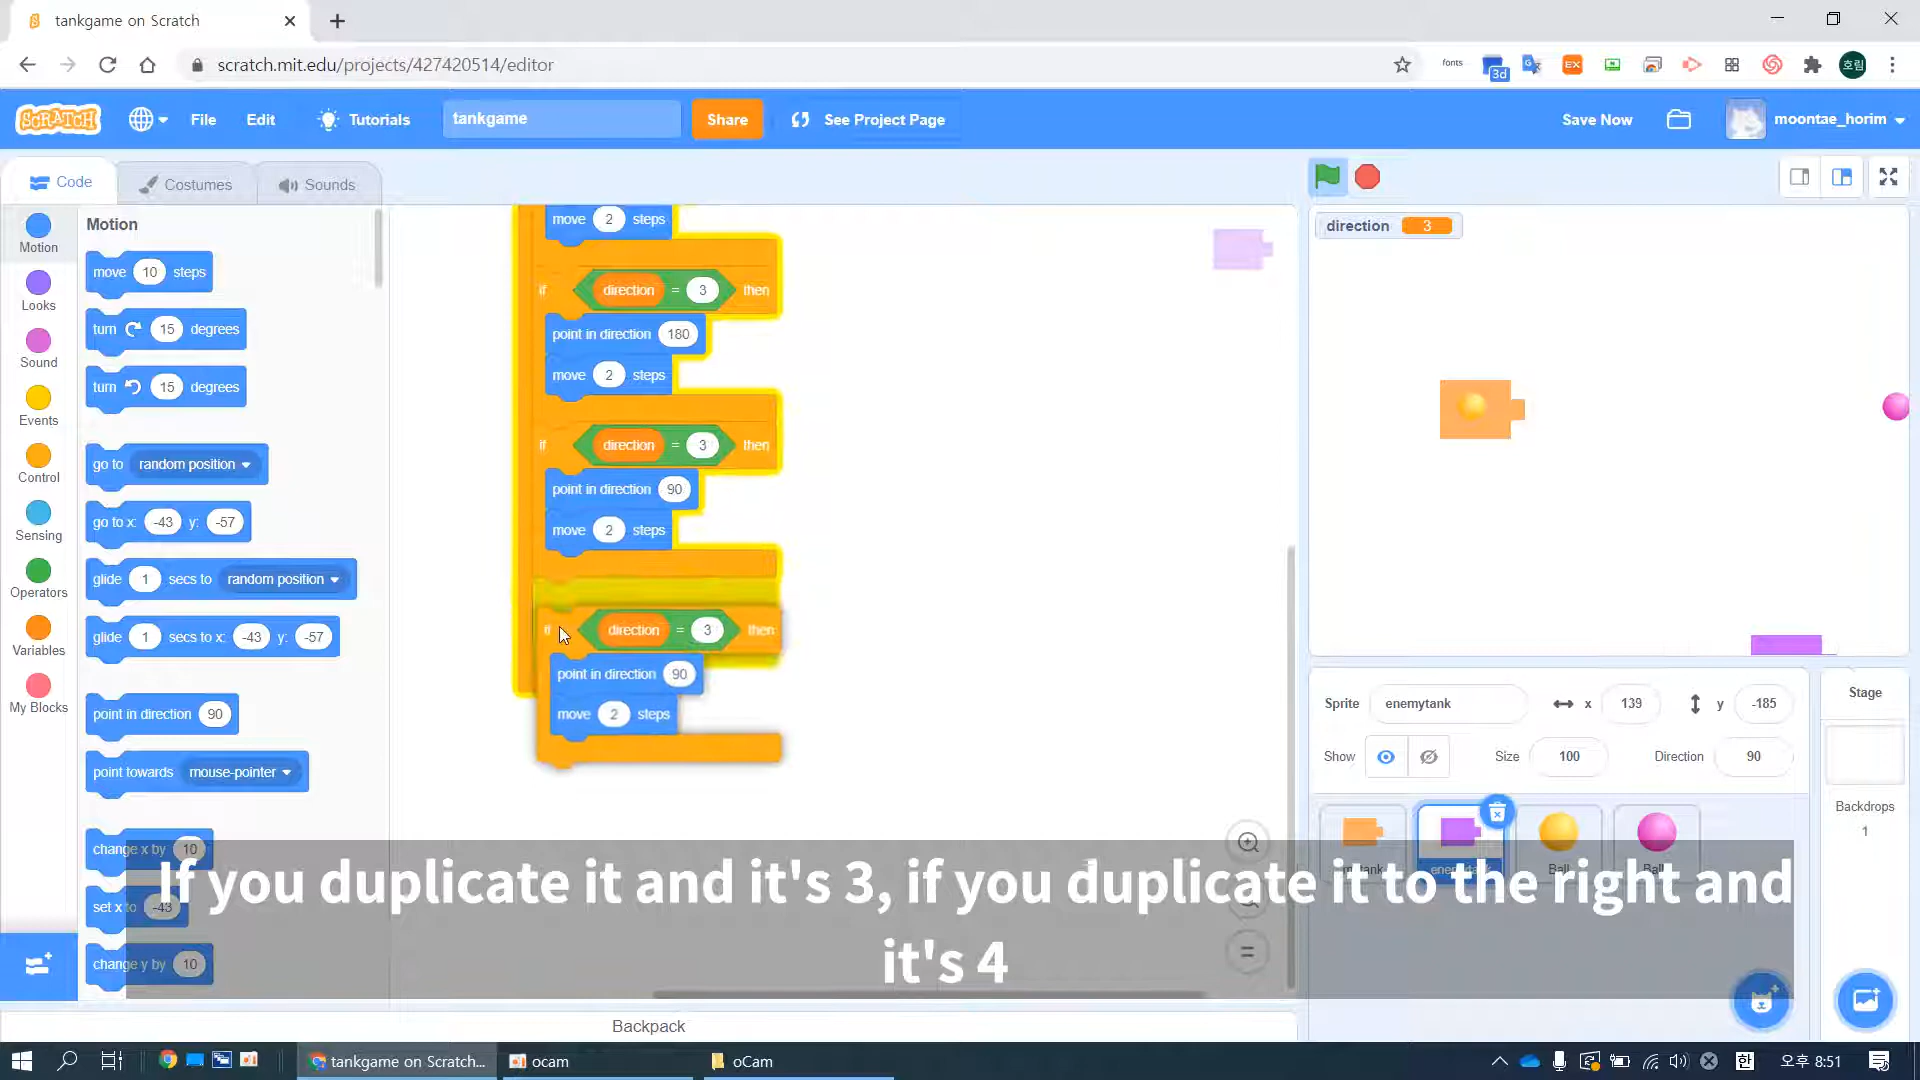 tankgame on Scratch
scratch.mit.edu/projects/427420514/editor
fonts
3d
EX
호림
SCRATCH
File
Edit
Tutorials
tankgame
Share
See Project Page
Save Now
moontae_horim
Code
Costumes
Sounds
Motion
Looks
Sound
Events
Control
Sensing
Operators
Variables
My Blocks
Motion
move 10 steps
turn 15 degrees
turn 15 degrees
go to random position
go to x: -43 y: -57
glide 1 secs to random position
glide 1 secs to x: -43 y: -57
point in direction 90
point towards mouse-pointer
change x by 10
set x to -43
change y by 10
move 2 steps
if direction = 3 then
point in direction 180
move 2 steps
if direction = 3 then
point in direction 90
move 2 steps
if direction = 3 then
point in direction 90
move 2 steps
direction 3
Sprite enemytank x 139 y -185
Show Size 100 Direction 90
Stage
Backdrops
1
If you duplicate it and it's 3, if you duplicate it to the right and
it's 4
Backpack
tankgame on Scratch...
ocam
oCam
한
오후 8:51